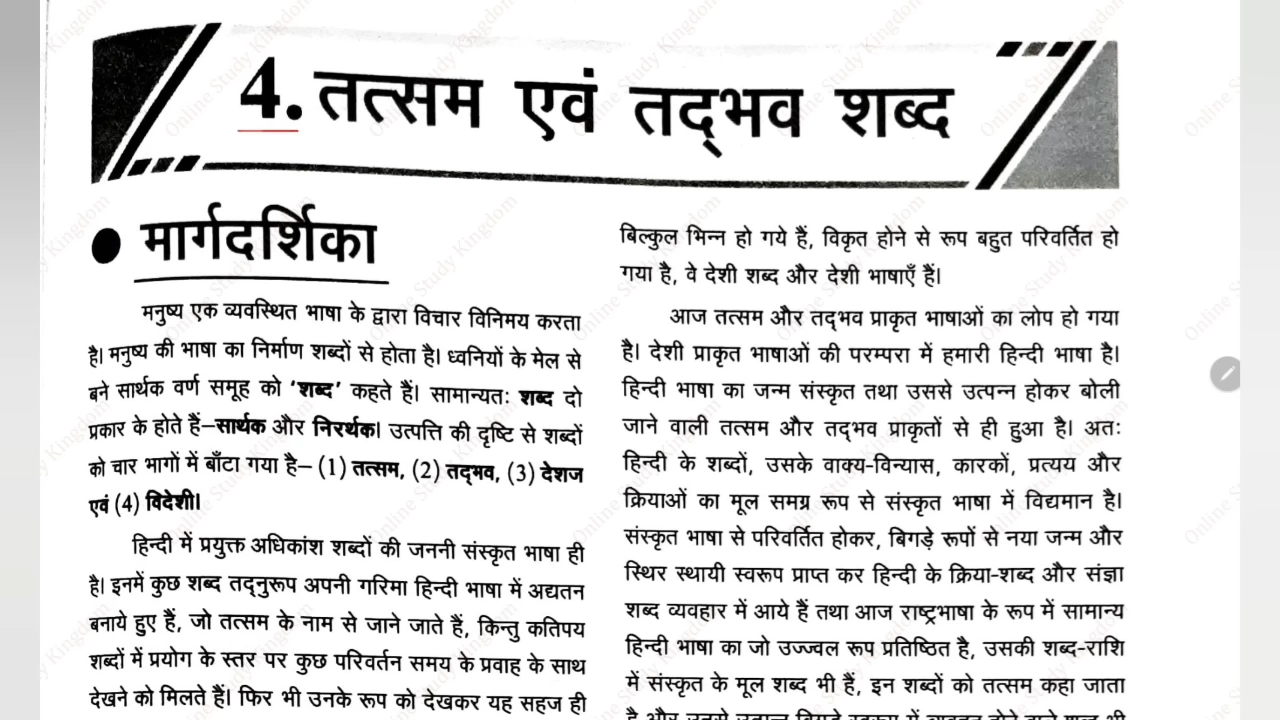 4. तत्सम एवं तद्भव शब्द
मार्गदर्शिका
मनुष्य एक व्यवस्थित भाषा के द्वारा विचार विनिमय करता
है। मनुष्य की भाषा का निर्माण शब्दों से होता है। ध्वनियों के मेल से
बने सार्थक वर्ण समूह को ‘शब्द’ कहते हैं। सामान्यतः शब्द दो
प्रकार के होते हैं–सार्थक और निरर्थक। उत्पत्ति की दृष्टि से शब्दों
को चार भागों में बाँटा गया है– (1) तत्सम, (2) तद्भव, (3) देशज
एवं (4) विदेशी।
हिन्दी में प्रयुक्त अधिकांश शब्दों की जननी संस्कृत भाषा ही
है। इनमें कुछ शब्द तद्नुरूप अपनी गरिमा हिन्दी भाषा में अद्यतन
बनाये हुए हैं, जो तत्सम के नाम से जाने जाते हैं, किन्तु कतिपय
शब्दों में प्रयोग के स्तर पर कुछ परिवर्तन समय के प्रवाह के साथ
देखने को मिलते हैं। फिर भी उनके रूप को देखकर यह सहज ही
बिल्कुल भिन्न हो गये हैं, विकृत होने से रूप बहुत परिवर्तित हो
गया है, वे देशी शब्द और देशी भाषाएँ हैं।
आज तत्सम और तद्भव प्राकृत भाषाओं का लोप हो गया
है। देशी प्राकृत भाषाओं की परम्परा में हमारी हिन्दी भाषा है।
हिन्दी भाषा का जन्म संस्कृत तथा उससे उत्पन्न होकर बोली
जाने वाली तत्सम और तद्भव प्राकृतों से ही हुआ है। अतः
हिन्दी के शब्दों, उसके वाक्य-विन्यास, कारकों, प्रत्यय और
क्रियाओं का मूल समग्र रूप से संस्कृत भाषा में विद्यमान है।
संस्कृत भाषा से परिवर्तित होकर, बिगड़े रूपों से नया जन्म और
स्थिर स्थायी स्वरूप प्राप्त कर हिन्दी के क्रिया-शब्द और संज्ञा
शब्द व्यवहार में आये हैं तथा आज राष्ट्रभाषा के रूप में सामान्य
हिन्दी भाषा का जो उज्ज्वल रूप प्रतिष्ठित है, उसकी शब्द-राशि
में संस्कृत के मूल शब्द भी हैं, इन शब्दों को तत्सम कहा जाता
Online Study Kingdom